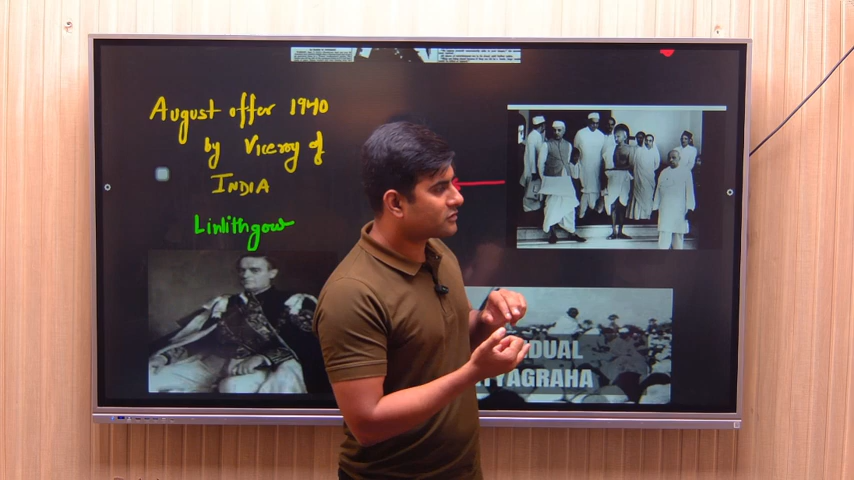 August offer 1940
by Viceroy of
INDIA
Linlithgow
DUAL
YAGRAHA